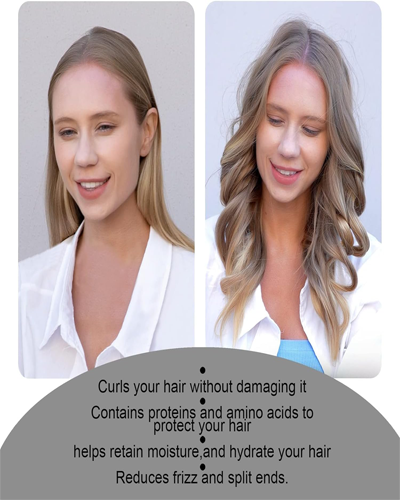 • Curls your hair without damaging it
• Contains proteins and amino acids to
protect your hair
• helps retain moisture,and hydrate your hair
• Reduces frizz and split ends.